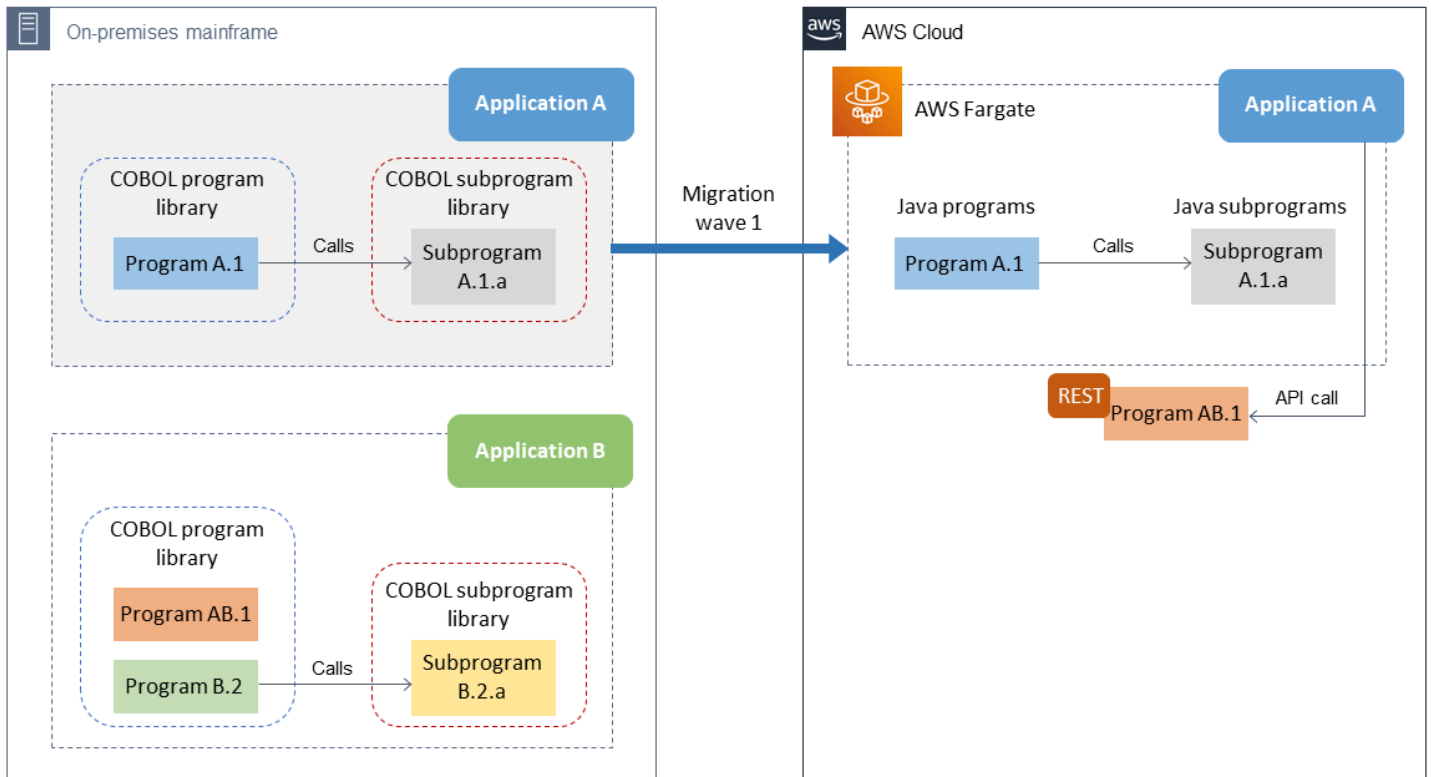 On-premises mainframe
Application A
COBOL program
library
Program A.1
Calls
COBOL subprogram
library
Subprogram
A.1.a
Application B
COBOL program
library
Program AB.1
Program B.2
Calls
COBOL subprogram
library
Subprogram
B.2.a
Migration
wave 1
aws
AWS Cloud
AWS Fargate
Application A
Java programs
Program A.1
Calls
Java subprograms
Subprogram
A.1.a
REST
Program AB.1
API call